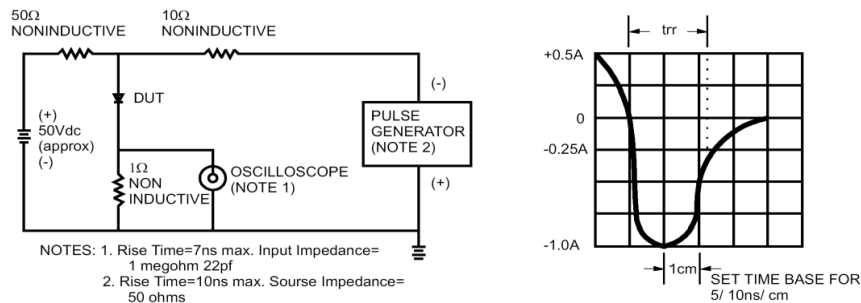 50Ω
NONINDUCTIVE
10Ω
NONINDUCTIVE
DUT
(+)
50Vdc
(approx)
(-)
1Ω
NON
INDUCTIVE
OSCILLOSCOPE
(NOTE 1)
(-)
PULSE
GENERATOR
(NOTE 2)
(+)
NOTES: 1. Rise Time=7ns max. Input Impedance=
1 megohm 22pf
2. Rise Time=10ns max. Sourse Impedance=
50 ohms
trr
+0.5A
0
-0.25A
-1.0A
1cm
SET TIME BASE FOR
5/ 10ns/ cm